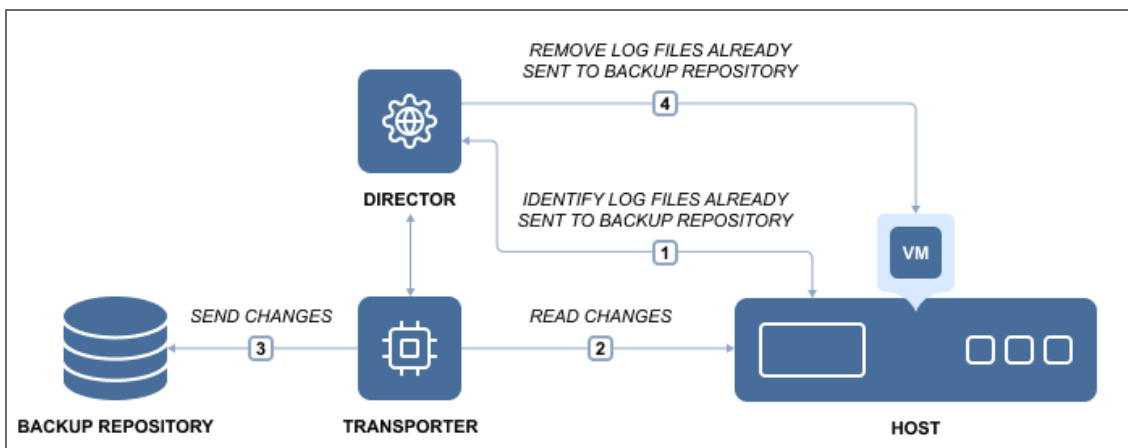 REMOVE LOG FILES ALREADY
SENT TO BACKUP REPOSITORY
4
DIRECTOR
IDENTIFY LOG FILES ALREADY
SENT TO BACKUP REPOSITORY
1
VM
SEND CHANGES
3
READ CHANGES
2
BACKUP REPOSITORY
TRANSPORTER
HOST